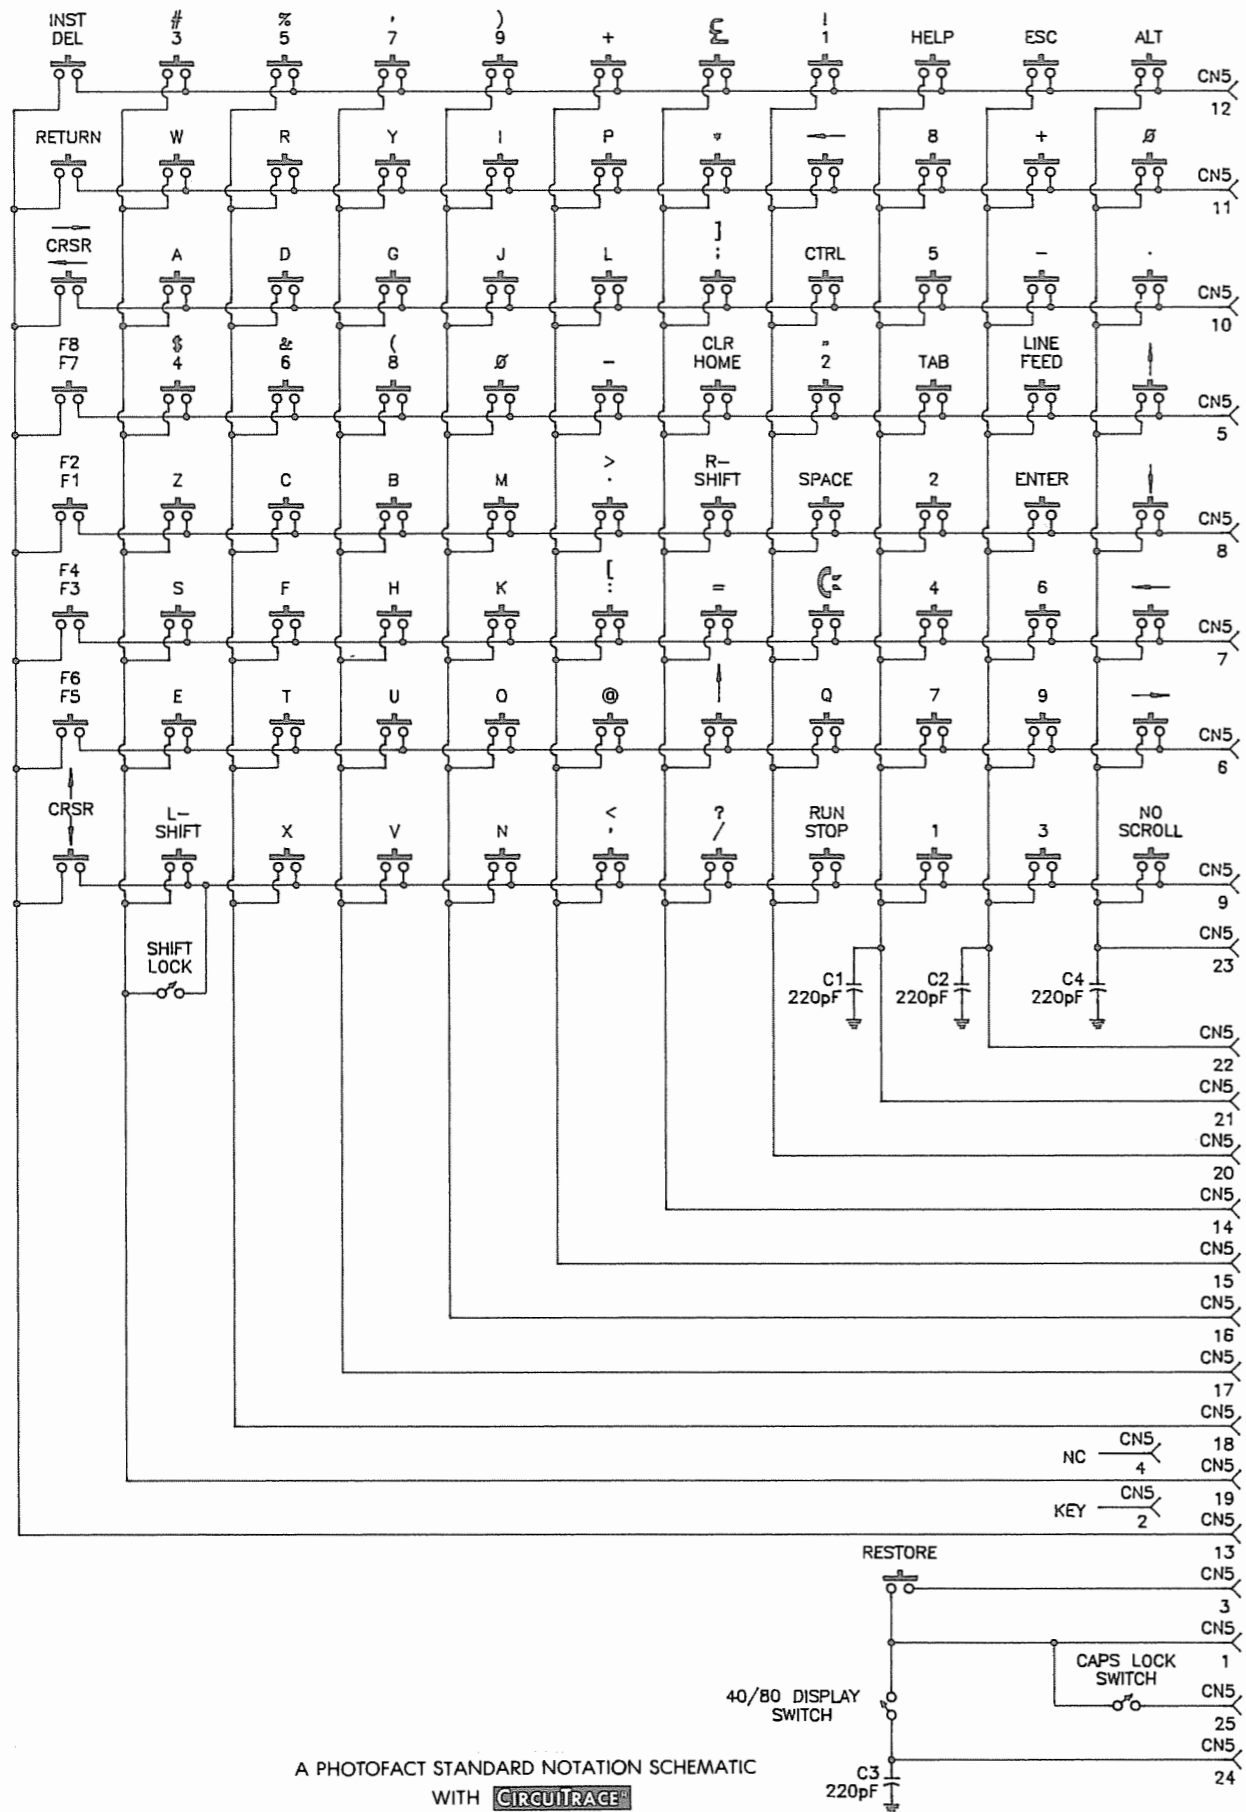 INST # % ' ) !
DEL 3 5 7 9 + £ 1 HELP ESC ALT
CN5
12
RETURN W R Y I P * ← 8 + Ø
CN5
11
→ ]
CRSR A D G J L ; CTRL 5 − .
←
CN5
10
F8 $ & ( CLR " LINE ↑
F7 4 6 8 Ø − HOME 2 TAB FEED
CN5
5
F2 > R− ↓
F1 Z C B M . SHIFT SPACE 2 ENTER
CN5
8
F4 [
F3 S F H K : = C= 4 6 ←
CN5
7
F6 ↑
F5 E T U O @ Q 7 9 →
CN5
6
↑
CRSR L− < ? RUN NO
↓ SHIFT X V N , / STOP 1 3 SCROLL
CN5
9
CN5
23
SHIFT
LOCK
C1
220pF
C2
220pF
C4
220pF
CN5
22
CN5
21
CN5
20
CN5
14
CN5
15
CN5
16
CN5
17
CN5
18
NC CN5
4
CN5
19
KEY CN5
2
CN5
13
RESTORE
CN5
3
CN5
1
CAPS LOCK
SWITCH
CN5
25
40/80 DISPLAY
SWITCH
CN5
24
C3
220pF
A PHOTOFACT STANDARD NOTATION SCHEMATIC
WITH CIRCUITRACE